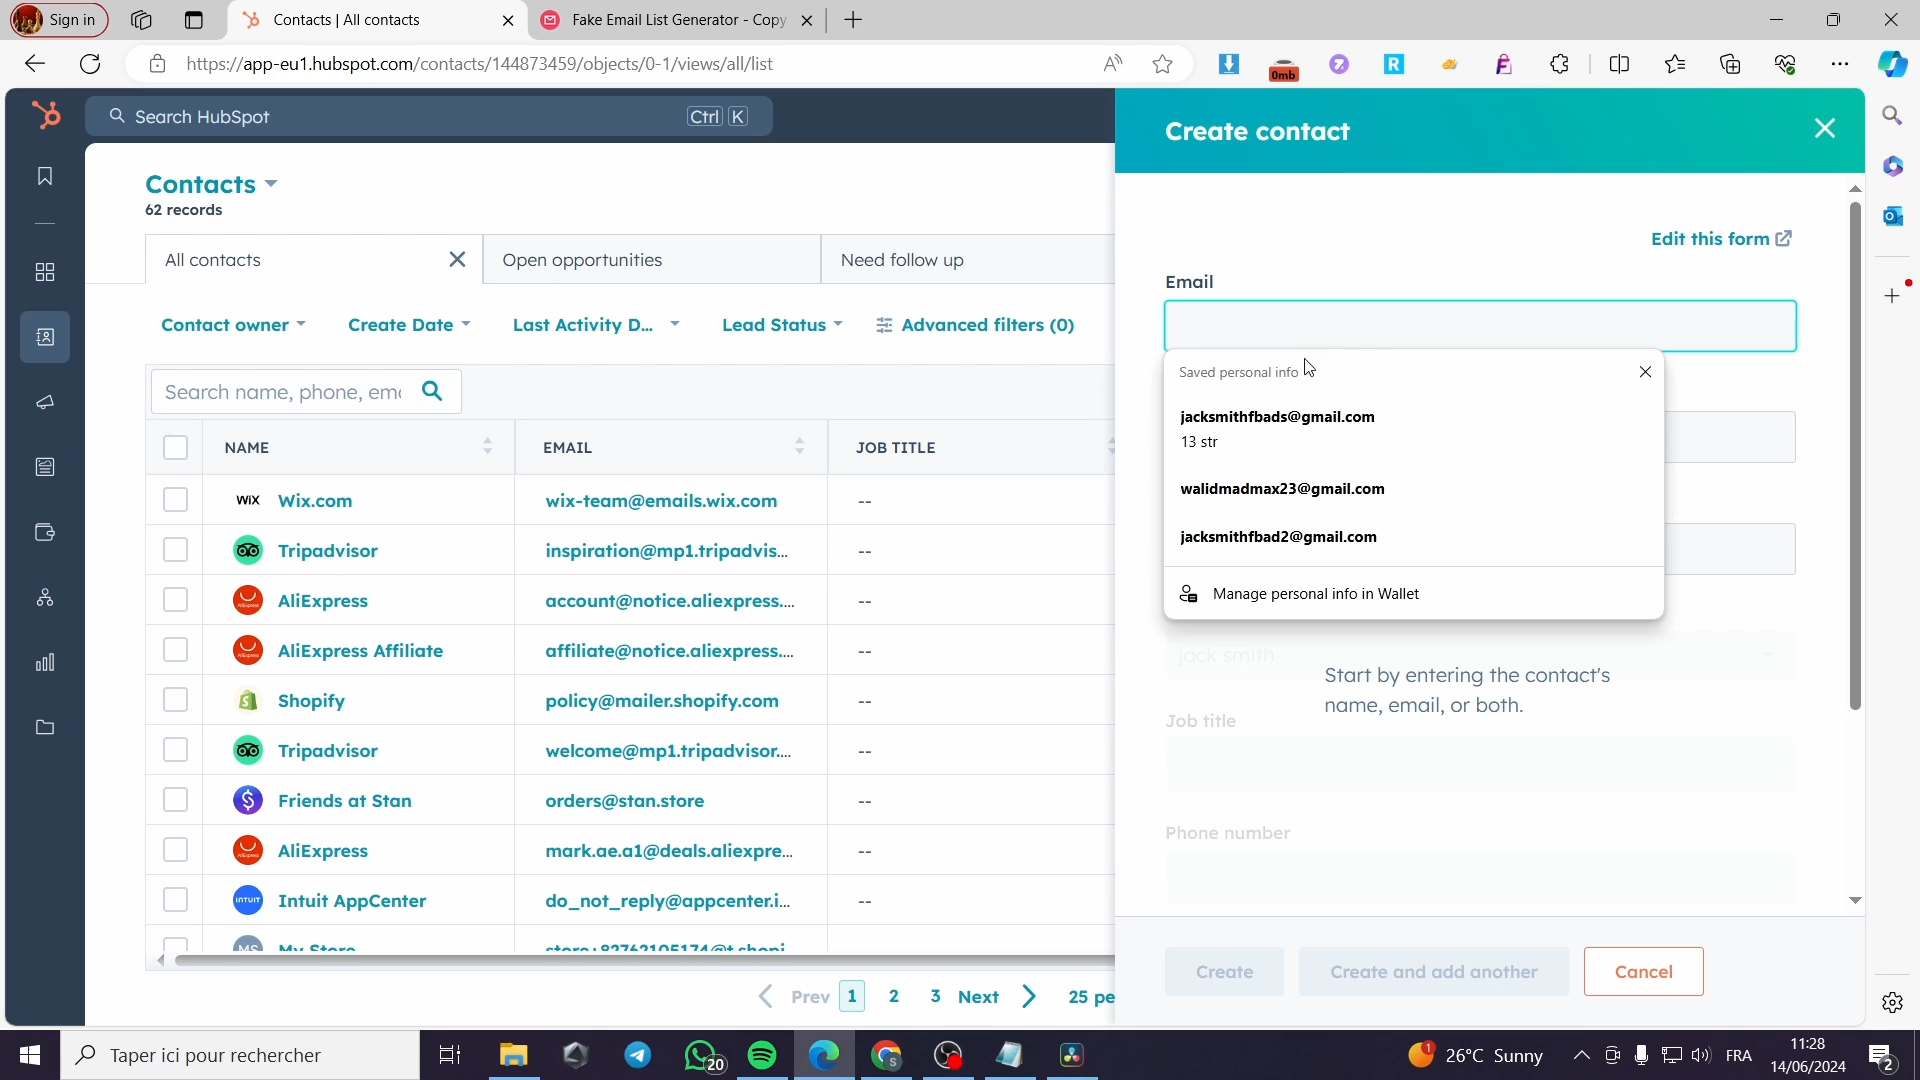 Sign in
Contacts | All contacts
Fake Email List Generator - Copy
https://app-eu1.hubspot.com/contacts/144873459/objects/0-1/views/all/list
0mb
Search HubSpot
Ctrl K
Create contact
Contacts
62 records
Edit this form
All contacts
Open opportunities
Need follow up
Email
Contact owner
Create Date
Last Activity D...
Lead Status
Advanced filters (0)
Saved personal info
Search name, phone, em
jacksmithfbads@gmail.com
13 str
walidmadmax23@gmail.com
jacksmithfbad2@gmail.com
Manage personal info in Wallet
NAME
EMAIL
JOB TITLE
WiX Wix.com
wix-team@emails.wix.com
--
Tripadvisor
inspiration@mp1.tripadvis...
--
AliExpress
account@notice.aliexpress....
--
AliExpress Affiliate
affiliate@notice.aliexpress....
--
Shopify
policy@mailer.shopify.com
--
Tripadvisor
welcome@mp1.tripadvisor....
--
Friends at Stan
orders@stan.store
--
AliExpress
mark.ae.a1@deals.aliexpre...
--
INTUIT Intuit AppCenter
do_not_reply@appcenter.i...
--
MS My Store
store+82762105174@t.shopi
jack smith
Start by entering the contact's
name, email, or both.
Job title
Phone number
Prev 1 2 3 Next
25 pe
Create
Create and add another
Cancel
Taper ici pour rechercher
20
1
26°C Sunny
FRA
11:28
14/06/2024
2